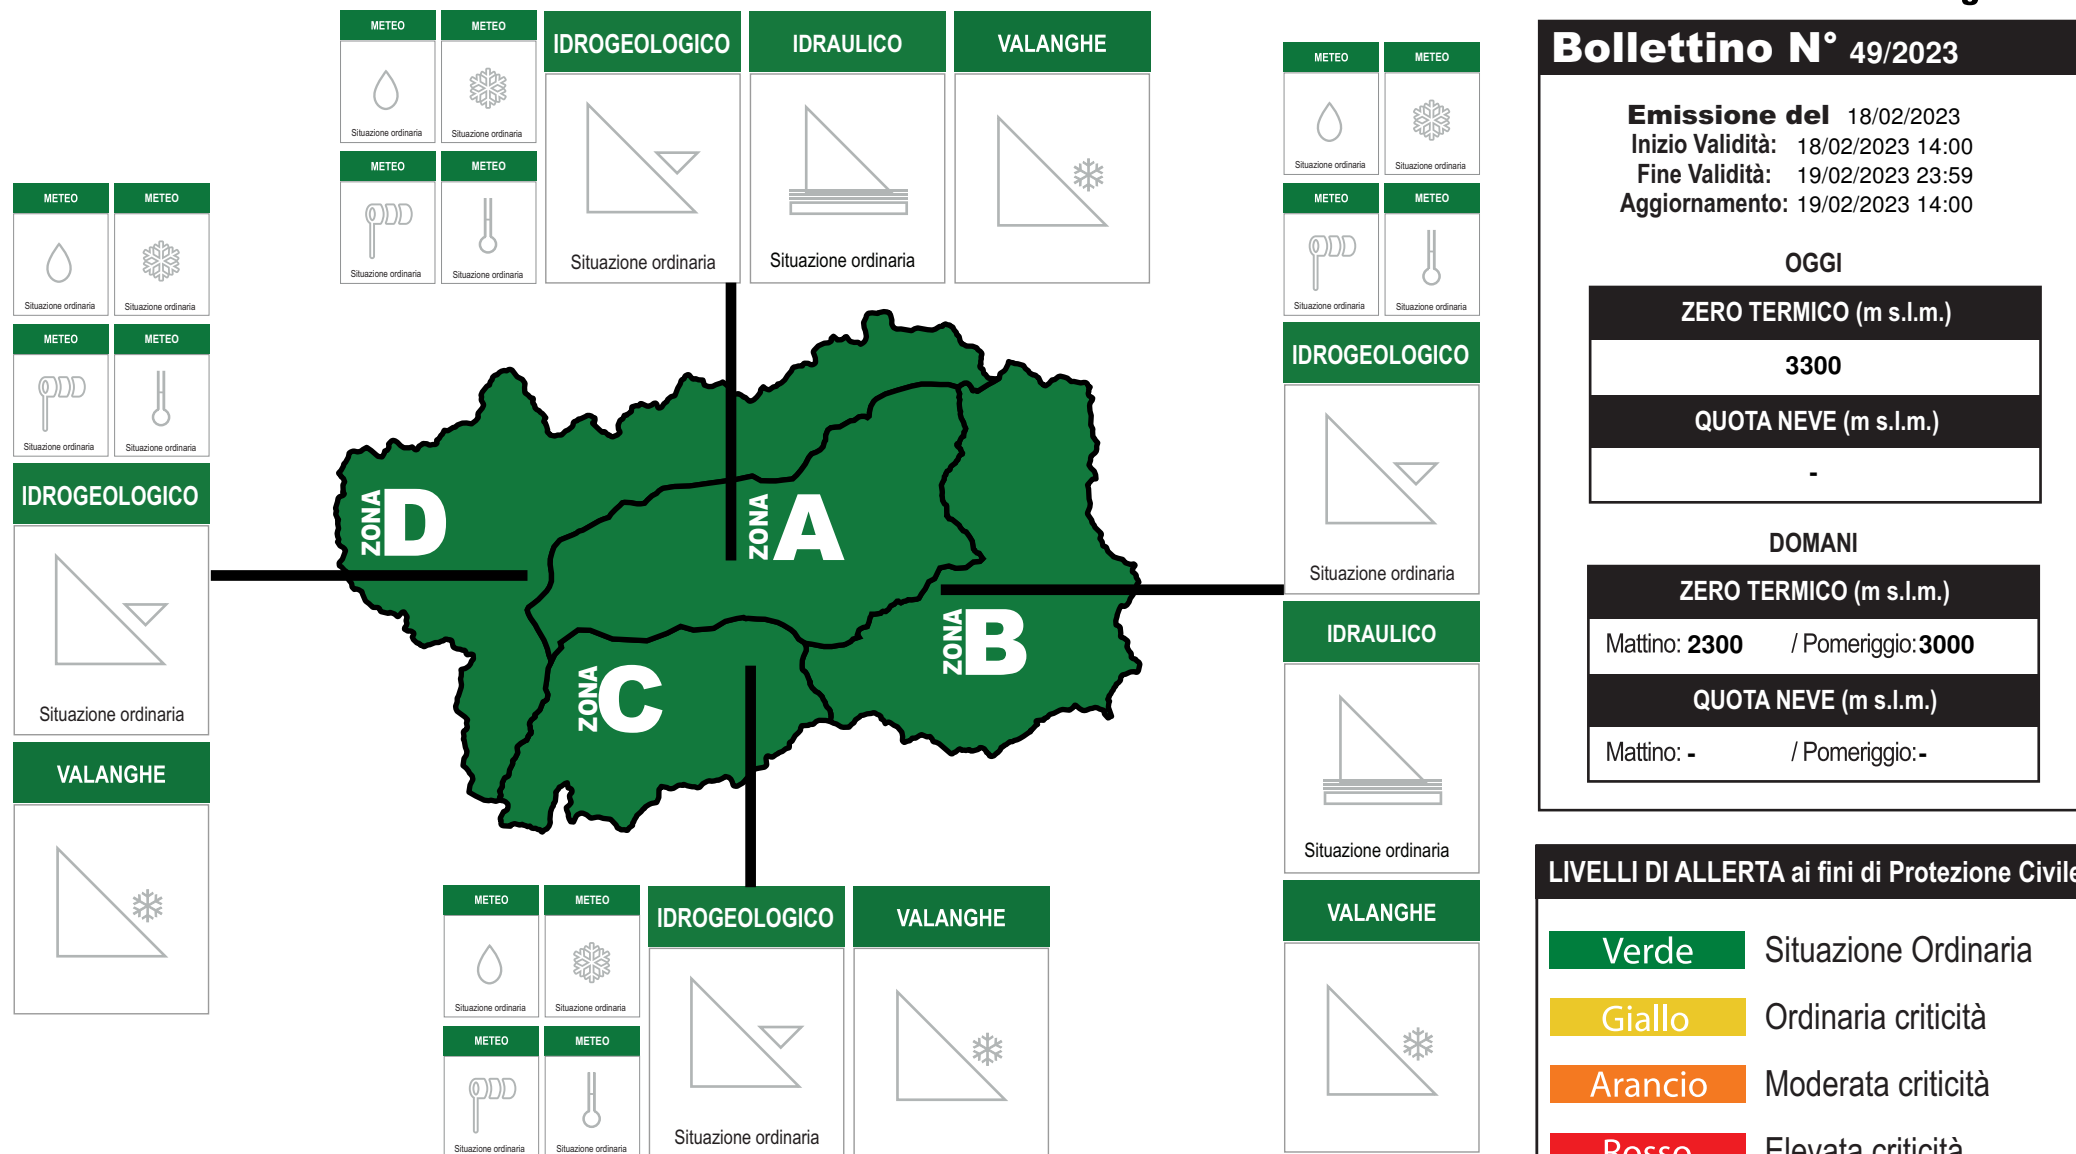 METEO
METEO
Situazione ordinaria
Situazione ordinaria
METEO
METEO
Situazione ordinaria
Situazione ordinaria
IDROGEOLOGICO
Situazione ordinaria
IDRAULICO
Situazione ordinaria
VALANGHE
METEO
METEO
Situazione ordinaria
Situazione ordinaria
METEO
METEO
Situazione ordinaria
Situazione ordinaria
IDROGEOLOGICO
Situazione ordinaria
VALANGHE
ZONA D
ZONA A
ZONA B
ZONA C
METEO
METEO
Situazione ordinaria
Situazione ordinaria
METEO
METEO
Situazione ordinaria
Situazione ordinaria
IDROGEOLOGICO
Situazione ordinaria
IDRAULICO
Situazione ordinaria
VALANGHE
METEO
METEO
Situazione ordinaria
Situazione ordinaria
METEO
METEO
Situazione ordinaria
Situazione ordinaria
IDROGEOLOGICO
Situazione ordinaria
VALANGHE
Bollettino N° 49/2023
Emissione del 18/02/2023
Inizio Validità: 18/02/2023 14:00
Fine Validità: 19/02/2023 23:59
Aggiornamento: 19/02/2023 14:00
OGGI
ZERO TERMICO (m s.l.m.)
3300
QUOTA NEVE (m s.l.m.)
-
DOMANI
ZERO TERMICO (m s.l.m.)
Mattino: 2300 / Pomeriggio: 3000
QUOTA NEVE (m s.l.m.)
Mattino: - / Pomeriggio: -
LIVELLI DI ALLERTA ai fini di Protezione Civile
Verde Situazione Ordinaria
Giallo Ordinaria criticità
Arancio Moderata criticità
Rosso Elevata criticità